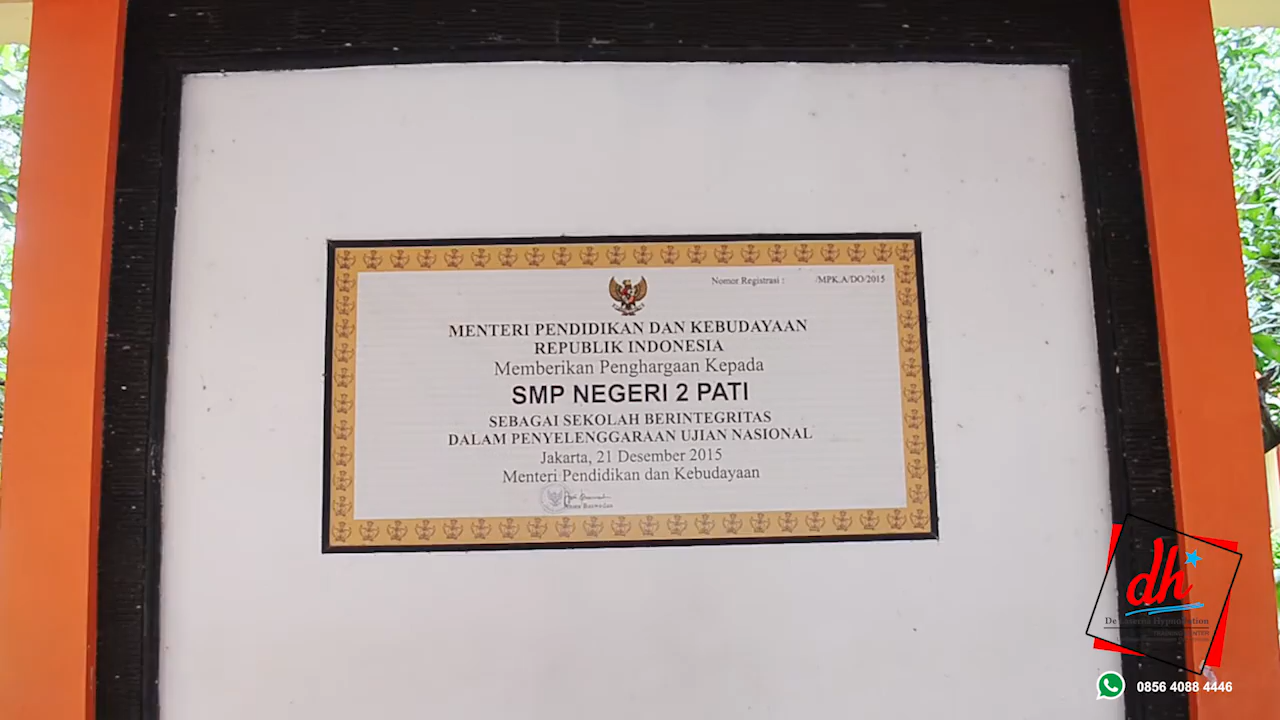 Nomor Registrasi : /MPK.A/DO/2015
MENTERI PENDIDIKAN DAN KEBUDAYAAN
REPUBLIK INDONESIA
Memberikan Penghargaan Kepada
SMP NEGERI 2 PATI
SEBAGAI SEKOLAH BERINTEGRITAS
DALAM PENYELENGGARAAN UJIAN NASIONAL
Jakarta, 21 Desember 2015
Menteri Pendidikan dan Kebudayaan
dh
0856 4088 4446